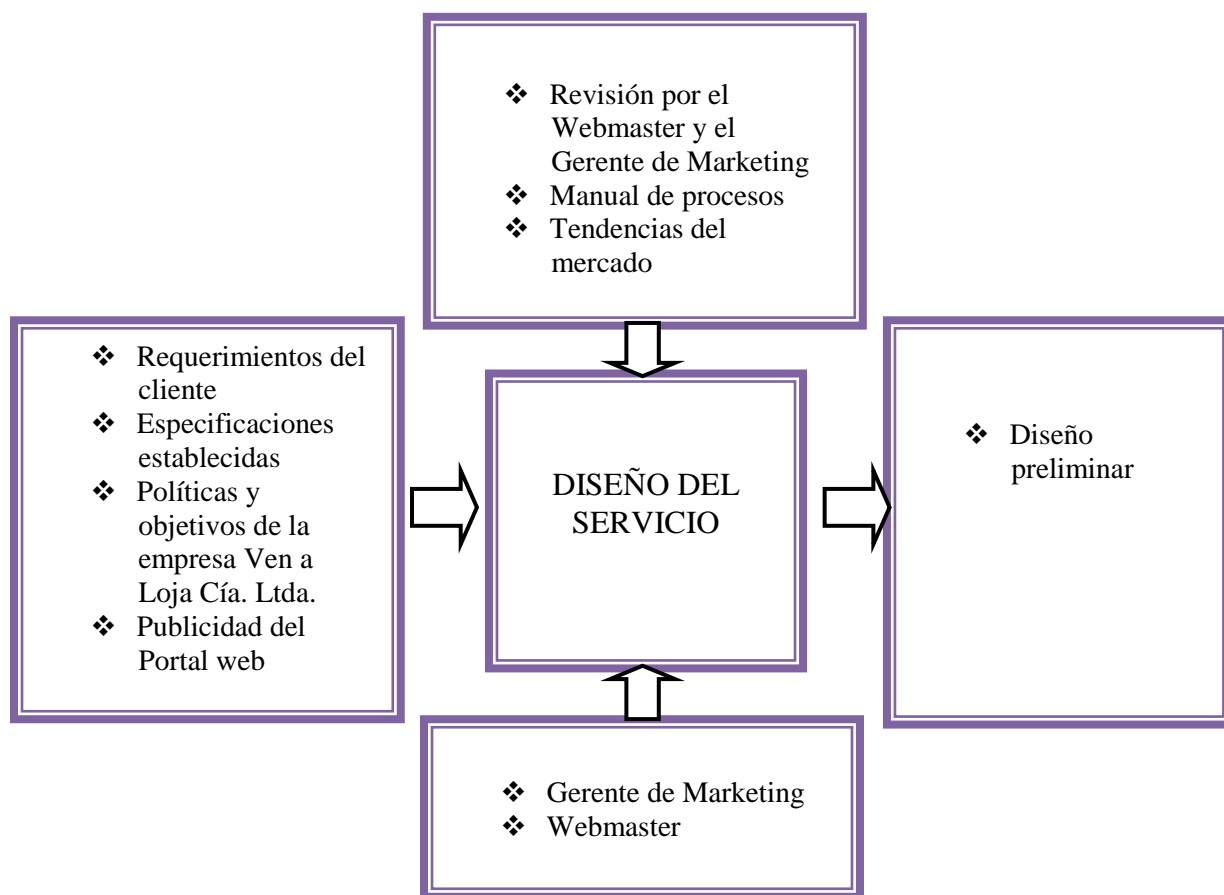 ❖ Revisión por el
Webmaster y el
Gerente de Marketing
❖ Manual de procesos
❖ Tendencias del
mercado
❖ Requerimientos del
cliente
❖ Especificaciones
establecidas
❖ Políticas y
objetivos de la
empresa Ven a
Loja Cía. Ltda.
❖ Publicidad del
Portal web
DISEÑO DEL
SERVICIO
❖ Diseño
preliminar
❖ Gerente de Marketing
❖ Webmaster